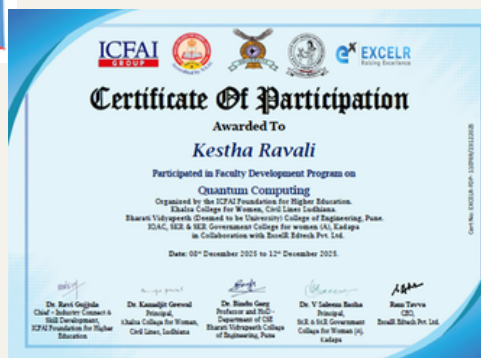 ICFAI
GROUP
EXCELR
Raising Excellence
Certificate Of Participation
Awarded To
Kestha Ravali
Participated in Faculty Development Program on
Quantum Computing
Organized by the ICFAI Foundation for Higher Education.
Khalsa College for Women, Civil Lines Ludhiana.
Bharati Vidyapeeth (Deemed to be University) College of Engineering, Pune.
IQAC, SKR & SKR Government College for women (A), Kadapa
in Collaboration with ExcelR Edtech Pvt. Ltd.
Date: 08ᵗʰ December 2025 to 12ᵗʰ December 2025.
Dr. Ravi Gujjula
Chief - Industry Connect &
Skill Development,
ICFAI Foundation for Higher
Education
Dr. Kamaljit Grewal
Principal,
Khalsa College for Women,
Civil Lines, Ludhiana
Dr. Bindu Garg
Professor and HoD -
Department of CSE
Bharati Vidyapeeth College
of Engineering, Pune
Dr. V Saleem Basha
Principal,
SKR & SKR Government
College for Women (A),
Kadapa
Ram Tavva
CEO,
ExcelR Edtech Pvt. Ltd.